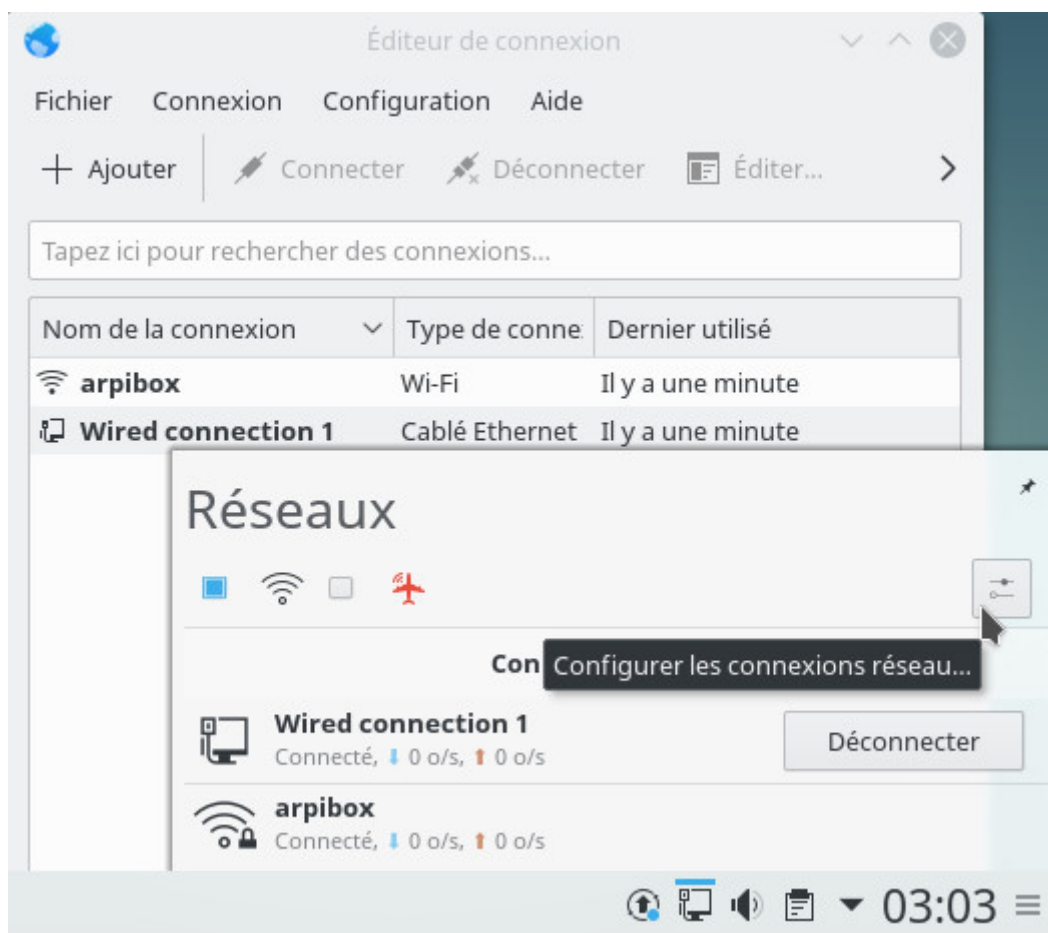 Éditeur de connexion
Fichier Connexion Configuration Aide
Ajouter Connecter Déconnecter Éditer...
Tapez ici pour rechercher des connexions...
Nom de la connexion Type de conne Dernier utilisé
arpibox Wi-Fi Il y a une minute
Wired connection 1 Cablé Ethernet Il y a une minute
Réseaux
Con
Configurer les connexions réseau...
Wired connection 1
Connecté, 0 o/s, 0 o/s
Déconnecter
arpibox
Connecté, 0 o/s, 0 o/s
03:03